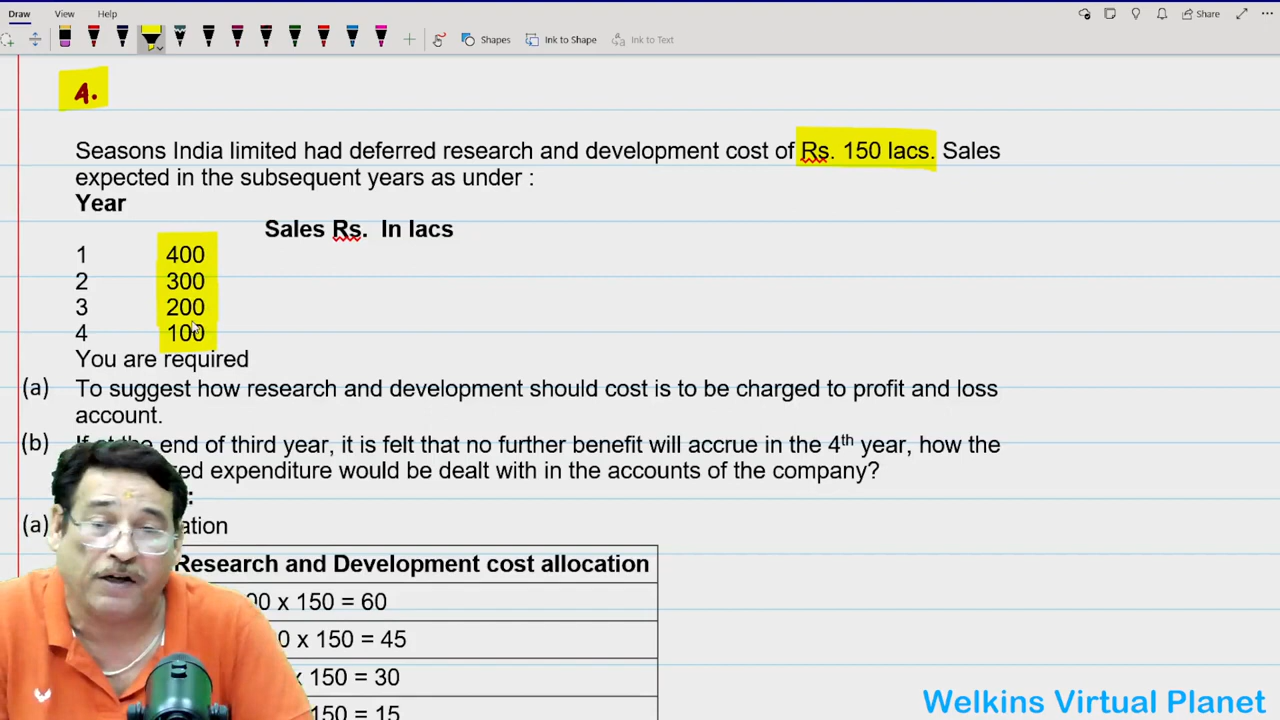 Draw View Help Share
Shapes Ink to Shape Ink to Text
A.
Seasons India limited had deferred research and development cost of Rs. 150 lacs. Sales
expected in the subsequent years as under :
Year
Sales Rs. In lacs
1 400
2 300
3 200
4 100
You are required
(a) To suggest how research and development should cost is to be charged to profit and loss
account.
(b) If at the end of third year, it is felt that no further benefit will accrue in the 4th year, how the
expenditure would be dealt with in the accounts of the company?
:
(a)
Research and Development cost allocation
x 150 = 60
x 150 = 45
x 150 = 30
150 = 15
Welkins Virtual Planet